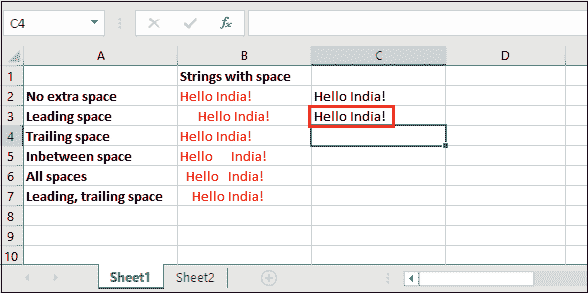 C4 fx
A B C D
1 Strings with space
2 No extra space Hello India! Hello India!
3 Leading space      Hello India! Hello India!
4 Trailing space Hello India!
5 Inbetween space Hello     India!
6 All spaces   Hello   India!
7 Leading, trailing space    Hello India!
8
9
10
Sheet1 Sheet2